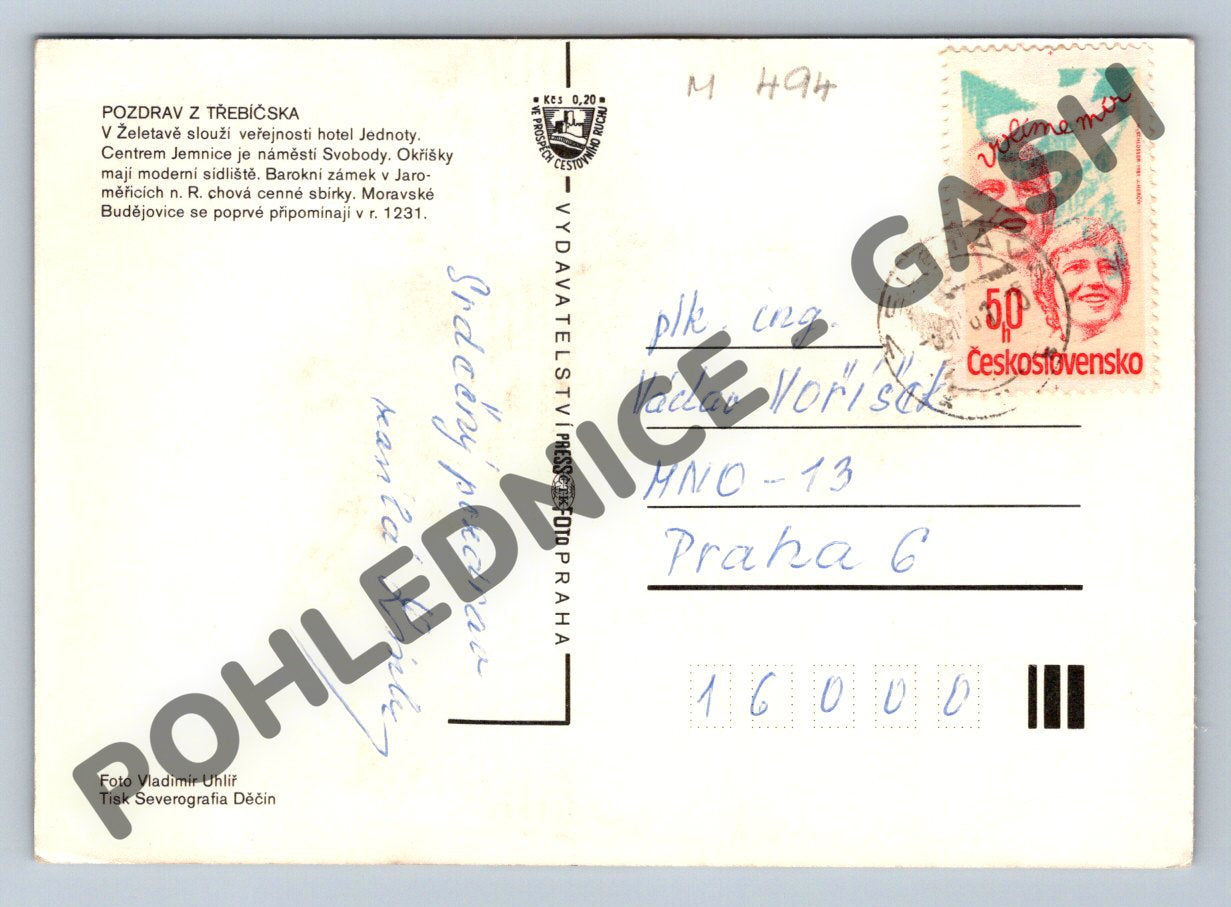 POZDRAV Z TŘEBÍČSKA
V Želetavě slouží veřejnosti hotel Jednoty.
Centrem Jemnice je náměstí Svobody. Okříšky
mají moderní sídliště. Barokní zámek v Jaro-
měřicích n. R. chová cenné sbírky. Moravské
Budějovice se poprvé připomínají v r. 1231.
Srdečný pozdrav
Foto Vladimír Uhlíř
Tisk Severografia Děčín
Kčs 0,20
VE PROSPĚCH CESTOVNÍHO RUCHU
VYDAVATELSTVÍ PRESSFOTO PRAHA
ČTK
M 494
volíme mír
50
h
Československo
plk. ing.
Václav Voříšek
MNO - 13
Praha 6
16000
POHLEDNICE - GASH